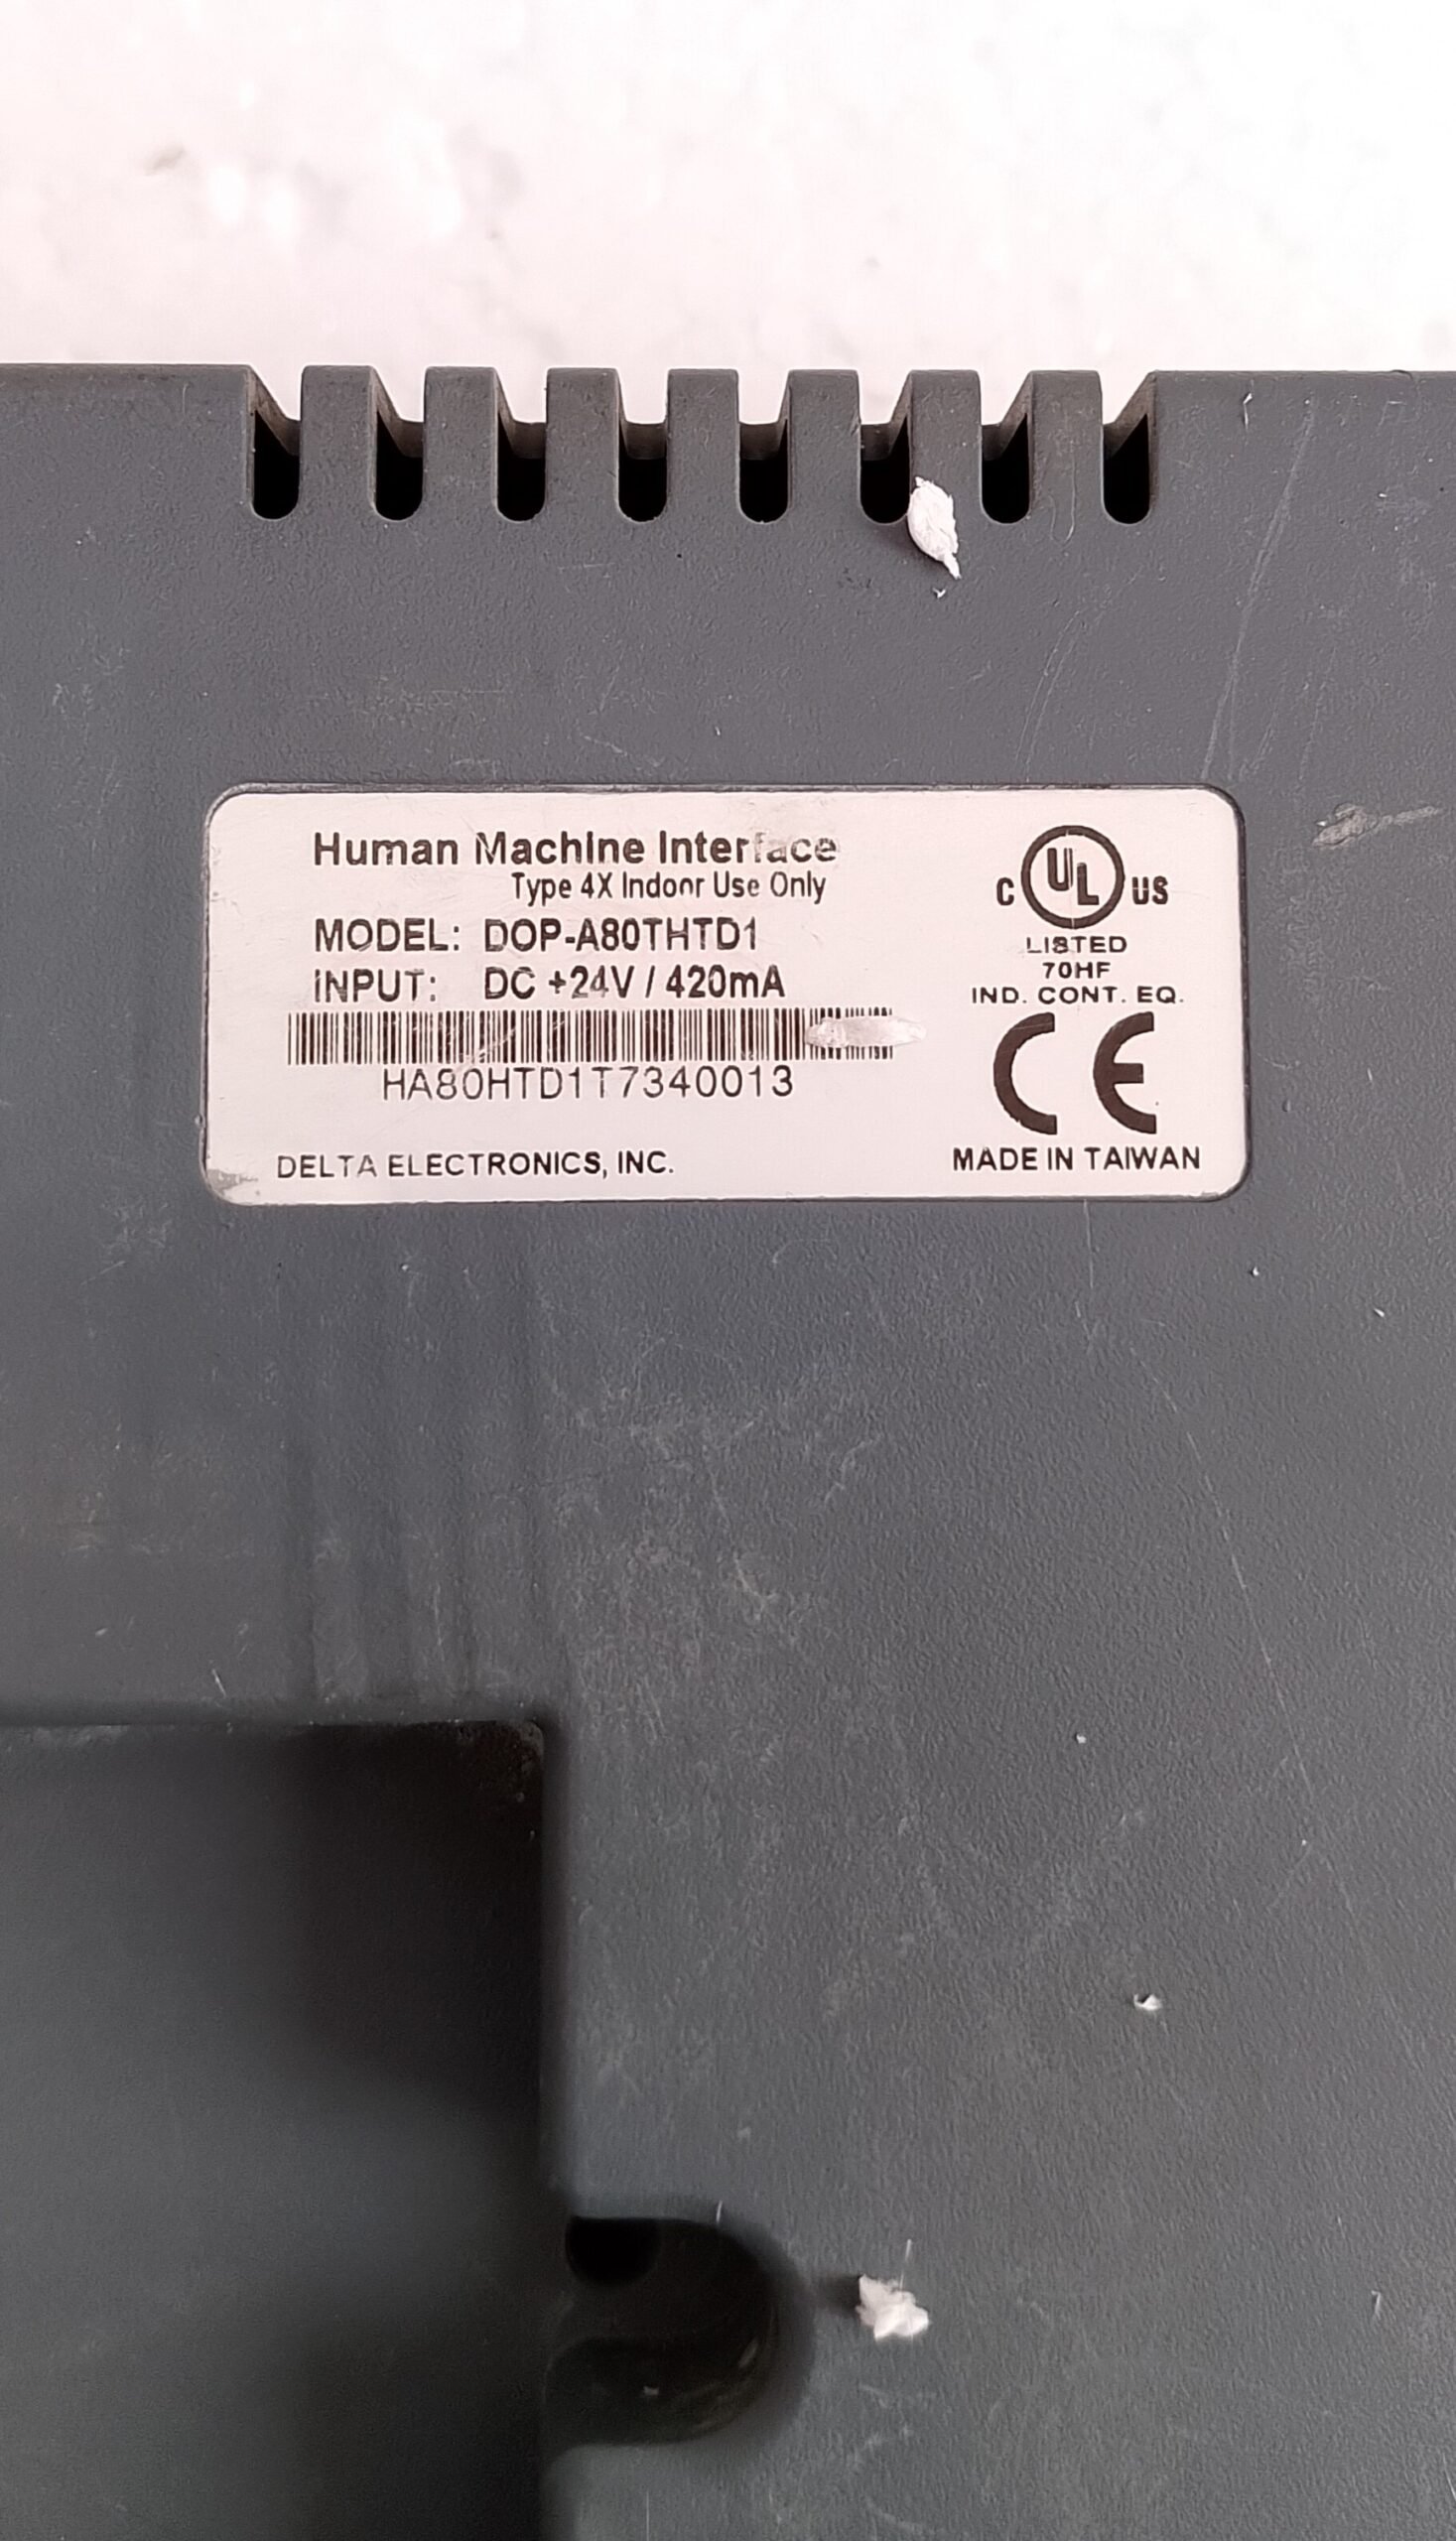 Human Machine Interface
Type 4X Indoor Use Only
MODEL: DOP-A80THTD1
INPUT: DC +24V / 420mA
HA80HTD1T7340013
DELTA ELECTRONICS, INC.
C UL US
LISTED
70HF
IND. CONT. EQ.
CE
MADE IN TAIWAN